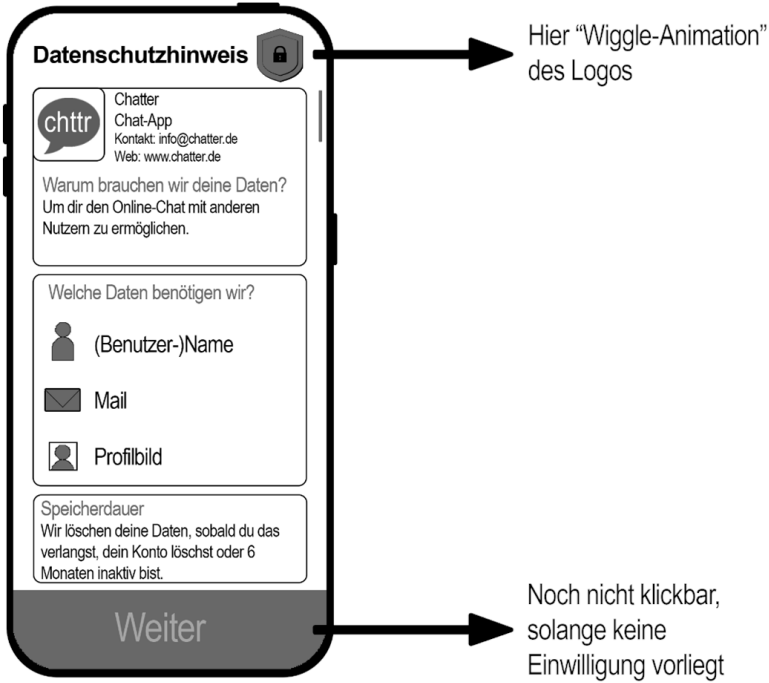 Datenschutzhinweis
Hier “Wiggle-Animation”
des Logos
chttr
Chatter
Chat-App
Kontakt: info@chatter.de
Web: www.chatter.de
Warum brauchen wir deine Daten?
Um dir den Online-Chat mit anderen
Nutzern zu ermöglichen.
Welche Daten benötigen wir?
(Benutzer-)Name
Mail
Profilbild
Speicherdauer
Wir löschen deine Daten, sobald du das
verlangst, dein Konto löschst oder 6
Monaten inaktiv bist.
Weiter
Noch nicht klickbar,
solange keine
Einwilligung vorliegt